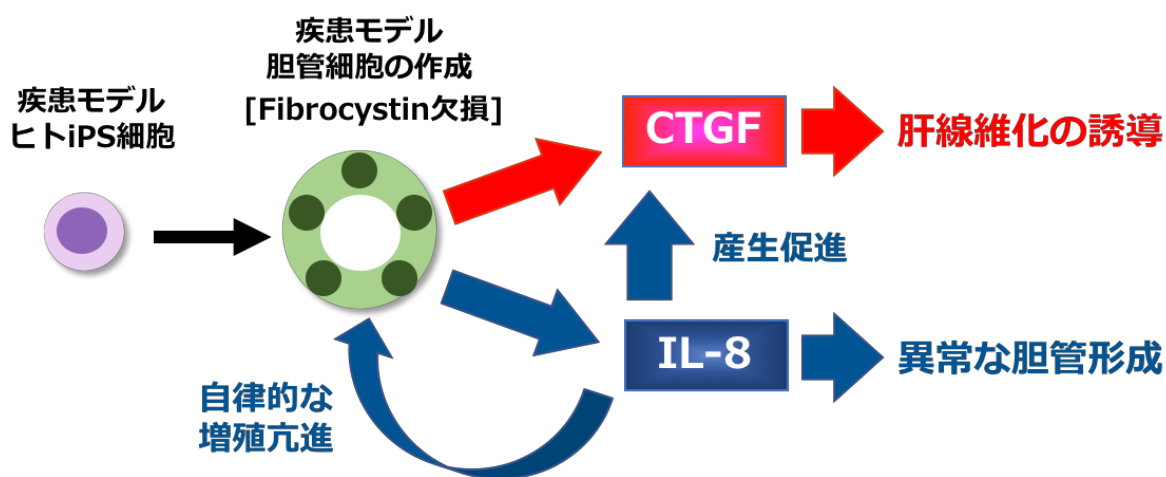 疾患モデル
ヒトiPS細胞
疾患モデル
胆管細胞の作成
[Fibrocystin欠損]
CTGF
肝線維化の誘導
産生促進
IL-8
異常な胆管形成
自律的な
増殖亢進